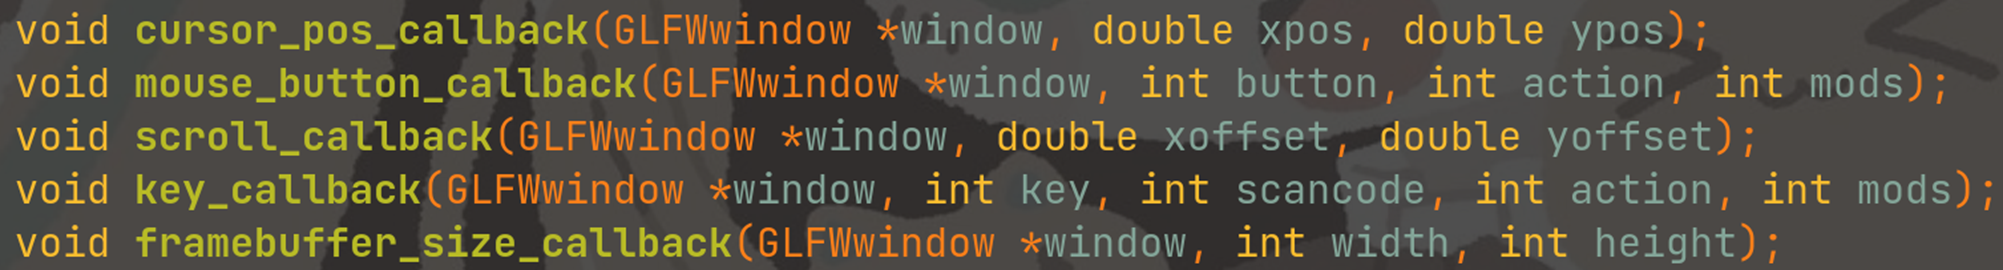 void cursor_pos_callback(GLFWwindow *window, double xpos, double ypos);
void mouse_button_callback(GLFWwindow *window, int button, int action, int mods);
void scroll_callback(GLFWwindow *window, double xoffset, double yoffset);
void key_callback(GLFWwindow *window, int key, int scancode, int action, int mods);
void framebuffer_size_callback(GLFWwindow *window, int width, int height);